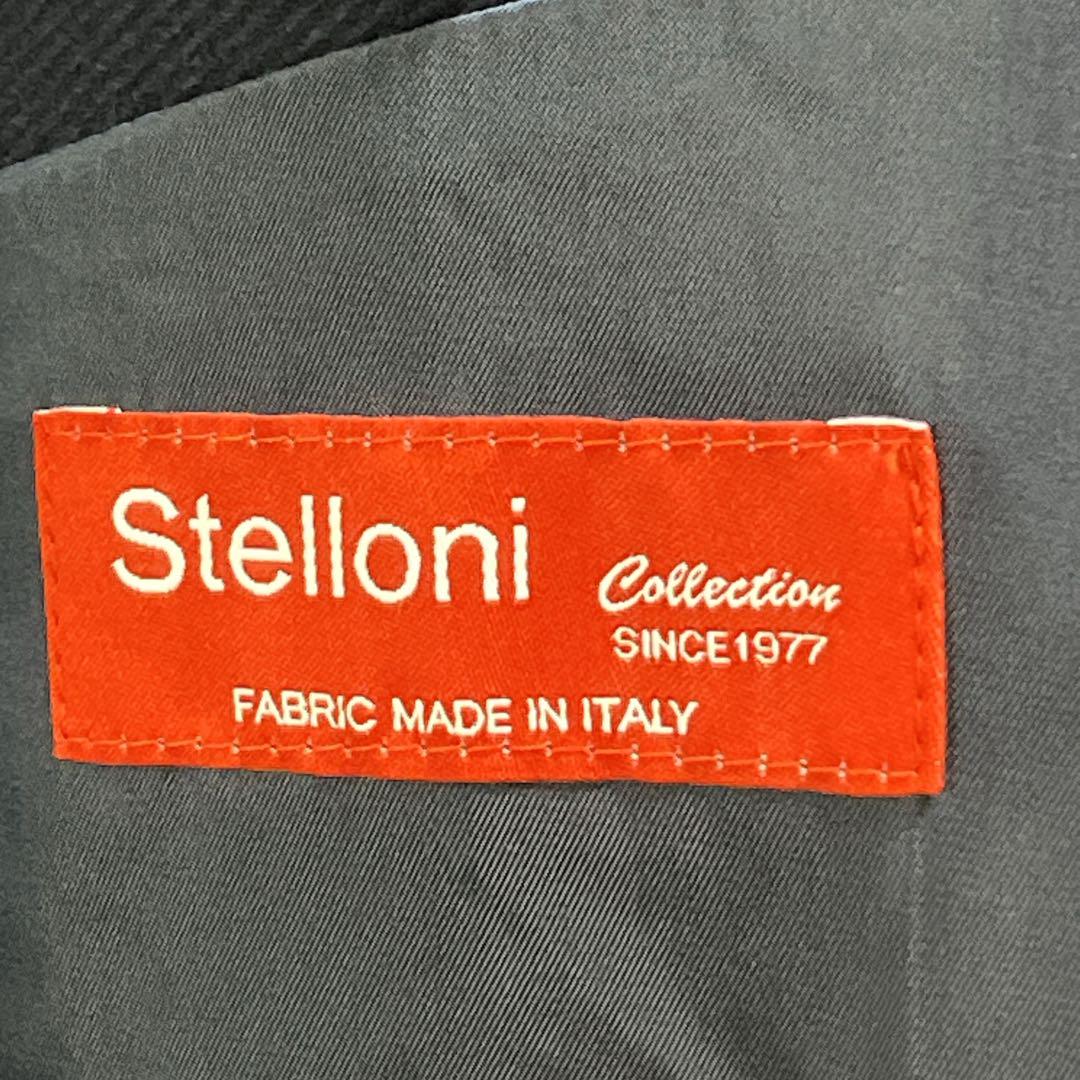 Stelloni
Collection
SINCE1977
FABRIC MADE IN ITALY